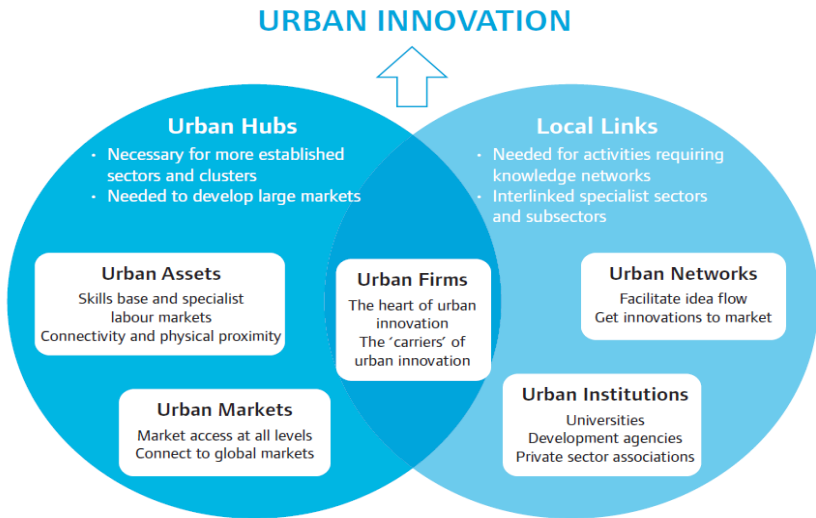 URBAN INNOVATION
Urban Hubs
· Necessary for more established
sectors and clusters
· Needed to develop large markets
Local Links
· Needed for activities requiring
knowledge networks
· Interlinked specialist sectors
and subsectors
Urban Assets
Skills base and specialist
labour markets
Connectivity and physical proximity
Urban Firms
The heart of urban
innovation
The ‘carriers’ of
urban innovation
Urban Networks
Facilitate idea flow
Get innovations to market
Urban Markets
Market access at all levels
Connect to global markets
Urban Institutions
Universities
Development agencies
Private sector associations